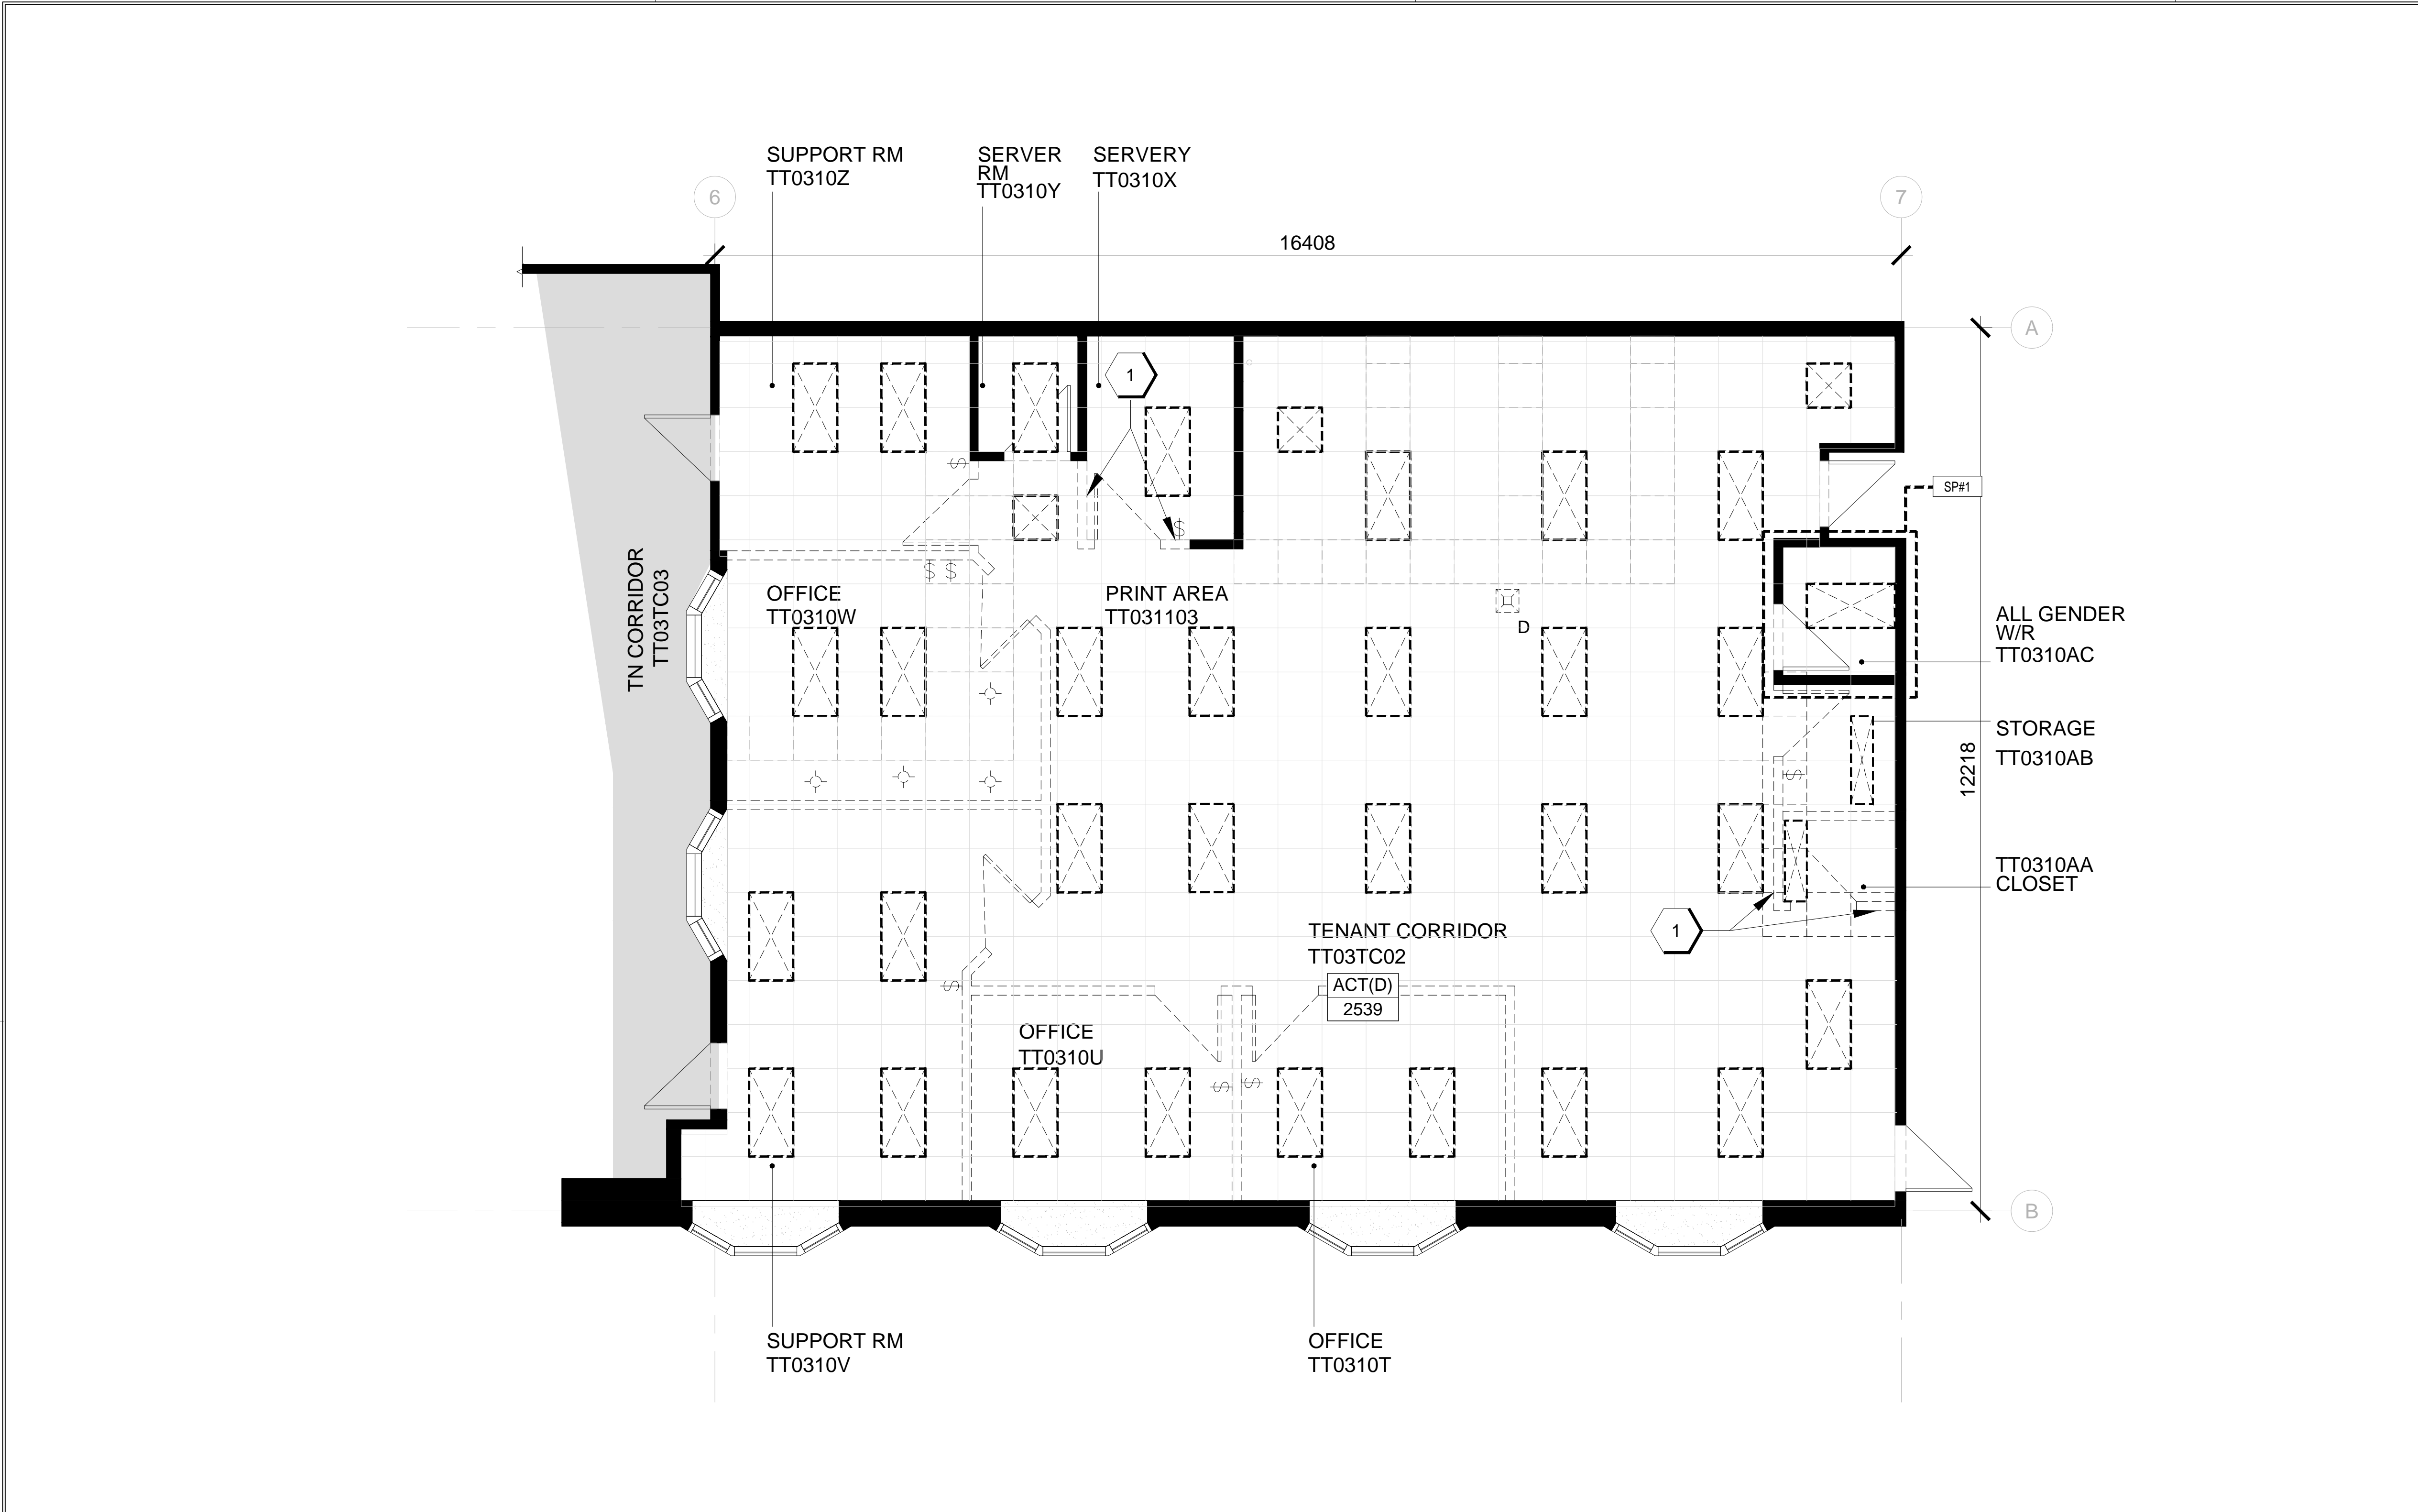 SUPPORT RM
TT0310Z
SERVER
RM
TT0310Y
SERVERY
TT0310X
6
7
16408
A
1
SP#1
TN CORRIDOR
TT03TC03
$
$
$ $
OFFICE
TT0310W
PRINT AREA
TT031103
D
ALL GENDER
W/R
TT0310AC
STORAGE
TT0310AB
12218
$
TT0310AA
CLOSET
1
TENANT CORRIDOR
TT03TC02
ACT(D)
2539
$
OFFICE
TT0310U
$ $
B
SUPPORT RM
TT0310V
OFFICE
TT0310T